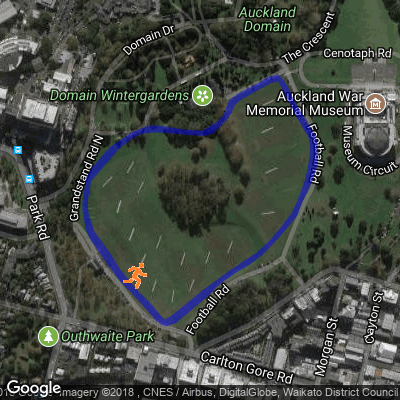 Auckland
Domain
Domain Dr
The Crescent
Cenotaph Rd
Domain Wintergardens
Auckland War
Memorial Museum
Grandstand Rd N
Football Rd
Museum Circuit
Park Rd
Football Rd
Cayton St
Morgan St
Outhwaite Park
Carlton Gore Rd
Google
Imagery ©2018 , CNES / Airbus, DigitalGlobe, Waikato District Council